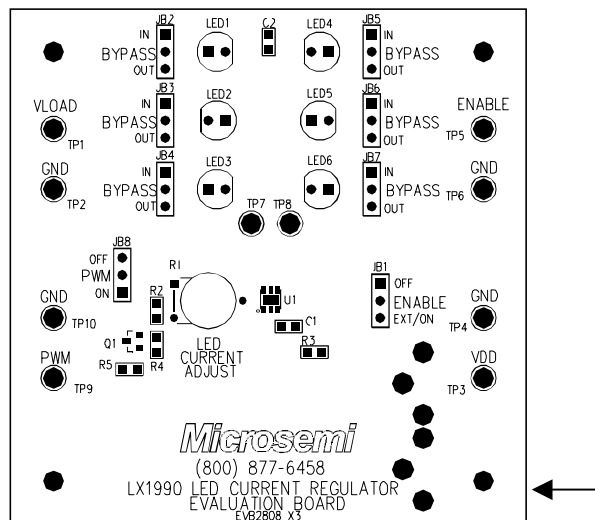 JB2 LED1 C2 LED4 JB5
IN IN
BYPASS BYPASS
OUT OUT
JB3 LED2 LED5 JB6
VLOAD IN IN ENABLE
BYPASS BYPASS
TP1 OUT OUT TP5
JB4 LED3 LED6 JB7
GND IN IN GND
BYPASS BYPASS
TP2 OUT OUT TP6
TP7 TP8
JB8
OFF R1 JB1
PWM OFF
ON R2 U1 ENABLE
GND EXT/ON GND
TP10 C1 TP4
Q1 LED R3
PWM CURRENT VDD
R5 R4 ADJUST
TP9 TP3
Microsemi
(800) 877-6458
LX1990 LED CURRENT REGULATOR
EVALUATION BOARD
EVB2808 X3